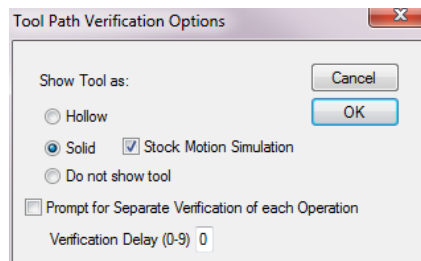 Tool Path Verification Options
Show Tool as:
Cancel
Hollow
OK
Solid
Stock Motion Simulation
Do not show tool
Prompt for Separate Verification of each Operation
Verification Delay (0-9) 0